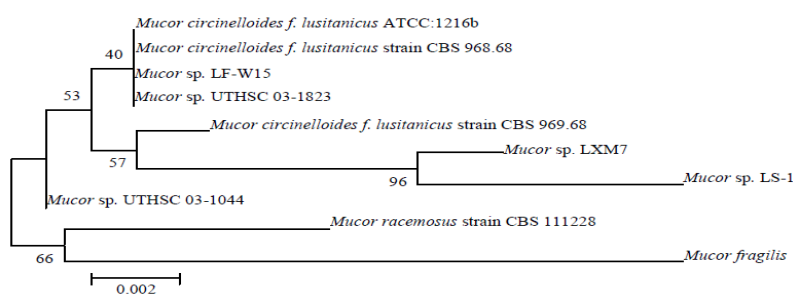 Mucor circinelloides f. lusitanicus ATCC:1216b
40
Mucor circinelloides f. lusitanicus strain CBS 968.68
Mucor sp. LF-W15
53
Mucor sp. UTHSC 03-1823
Mucor circinelloides f. lusitanicus strain CBS 969.68
57
Mucor sp. LXM7
96
Mucor sp. LS-1
Mucor sp. UTHSC 03-1044
Mucor racemosus strain CBS 111228
66
Mucor fragilis
0.002